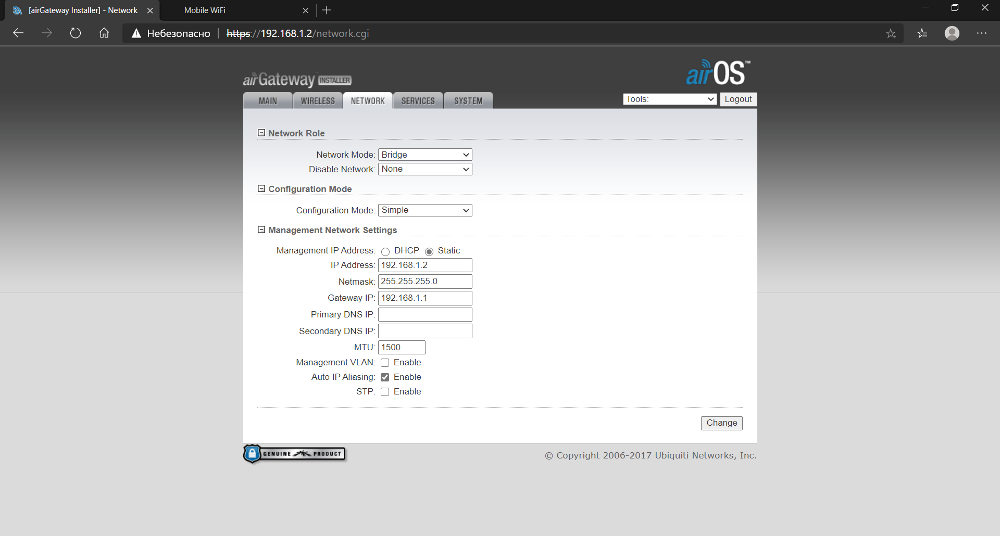 [airGateway Installer] - Network
Mobile WiFi
Небезопасно
https://192.168.1.2/network.cgi
airGateway INSTALLER
airOS™
MAIN
WIRELESS
NETWORK
SERVICES
SYSTEM
Tools:
Logout
Network Role
Network Mode: Bridge
Disable Network: None
Configuration Mode
Configuration Mode: Simple
Management Network Settings
Management IP Address: DHCP Static
IP Address: 192.168.1.2
Netmask: 255.255.255.0
Gateway IP: 192.168.1.1
Primary DNS IP:
Secondary DNS IP:
MTU: 1500
Management VLAN: Enable
Auto IP Aliasing: Enable
STP: Enable
Change
GENUINE PRODUCT
© Copyright 2006-2017 Ubiquiti Networks, Inc.